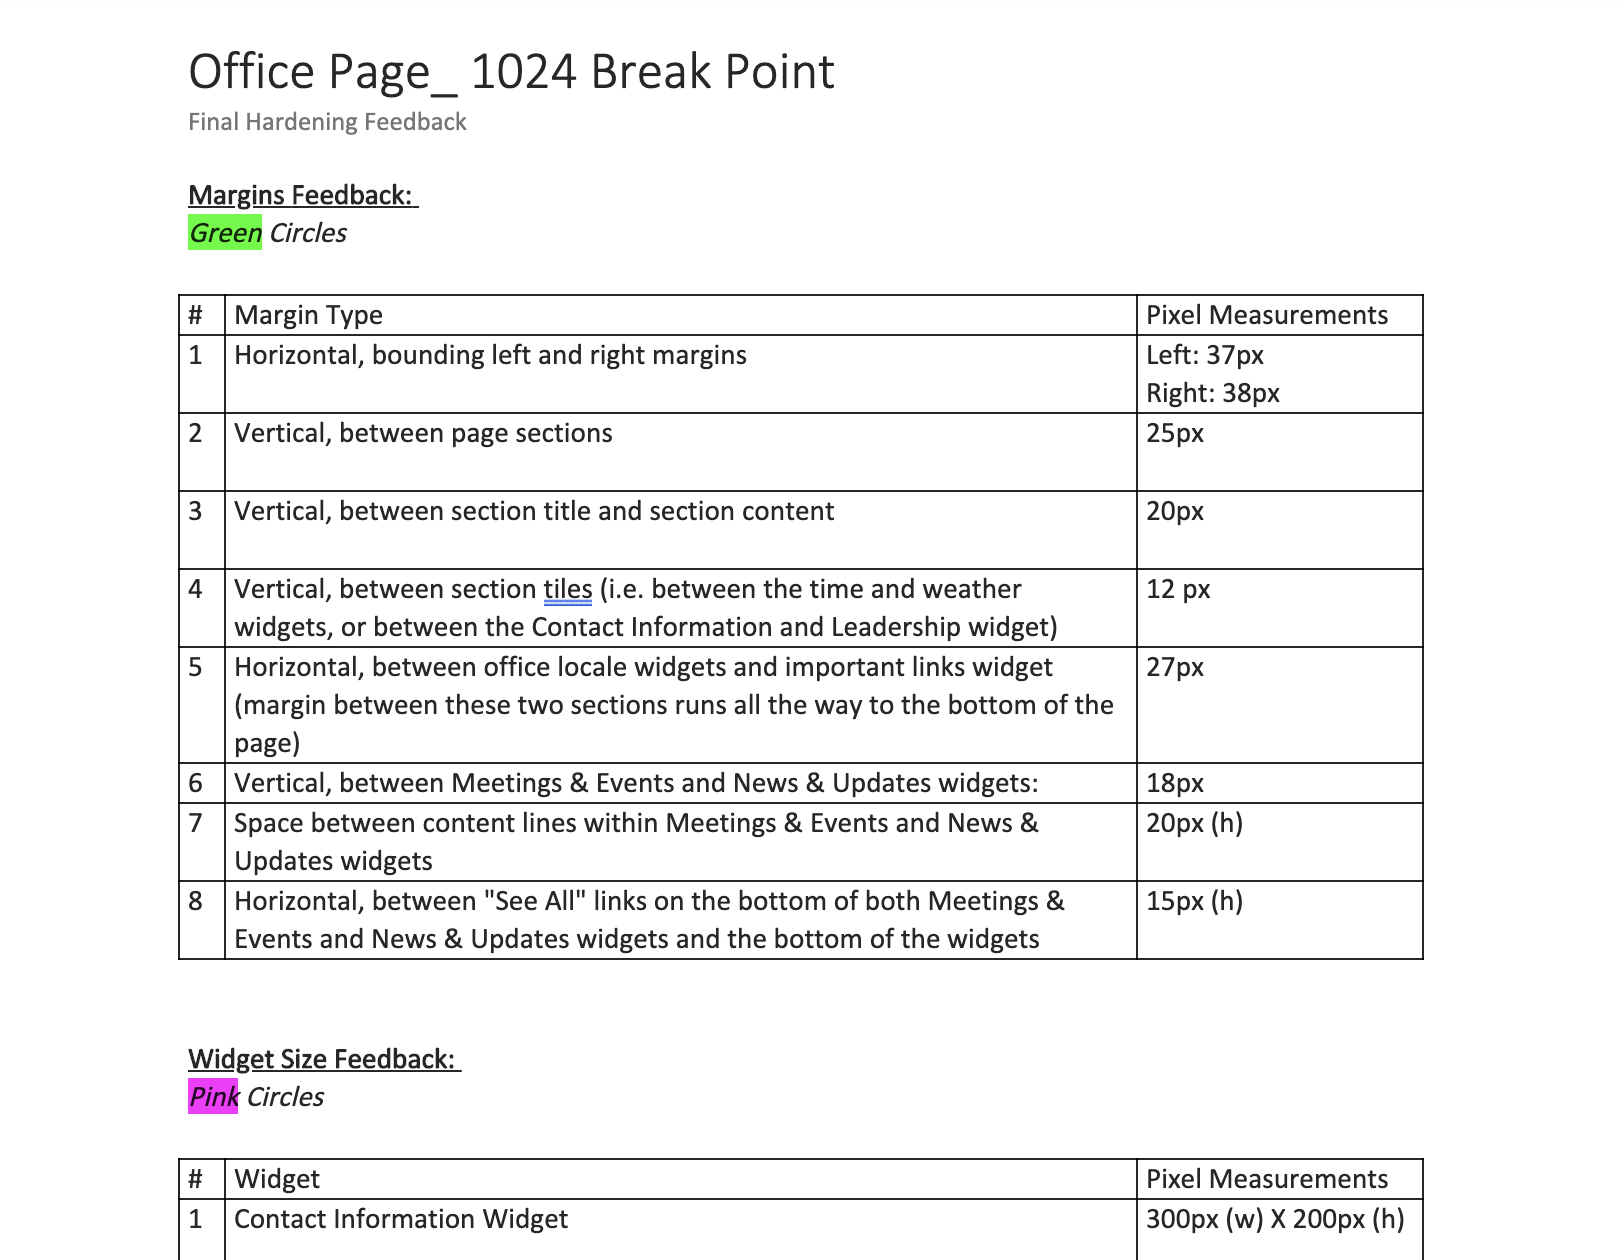 Office Page_ 1024 Break Point
Final Hardening Feedback
Margins Feedback:
Green Circles
# Margin Type Pixel Measurements
1 Horizontal, bounding left and right margins Left: 37px
Right: 38px
2 Vertical, between page sections 25px
3 Vertical, between section title and section content 20px
4 Vertical, between section tiles (i.e. between the time and weather 12 px
widgets, or between the Contact Information and Leadership widget)
5 Horizontal, between office locale widgets and important links widget 27px
(margin between these two sections runs all the way to the bottom of the
page)
6 Vertical, between Meetings & Events and News & Updates widgets: 18px
7 Space between content lines within Meetings & Events and News & 20px (h)
Updates widgets
8 Horizontal, between "See All" links on the bottom of both Meetings & 15px (h)
Events and News & Updates widgets and the bottom of the widgets
Widget Size Feedback:
Pink Circles
# Widget Pixel Measurements
1 Contact Information Widget 300px (w) X 200px (h)